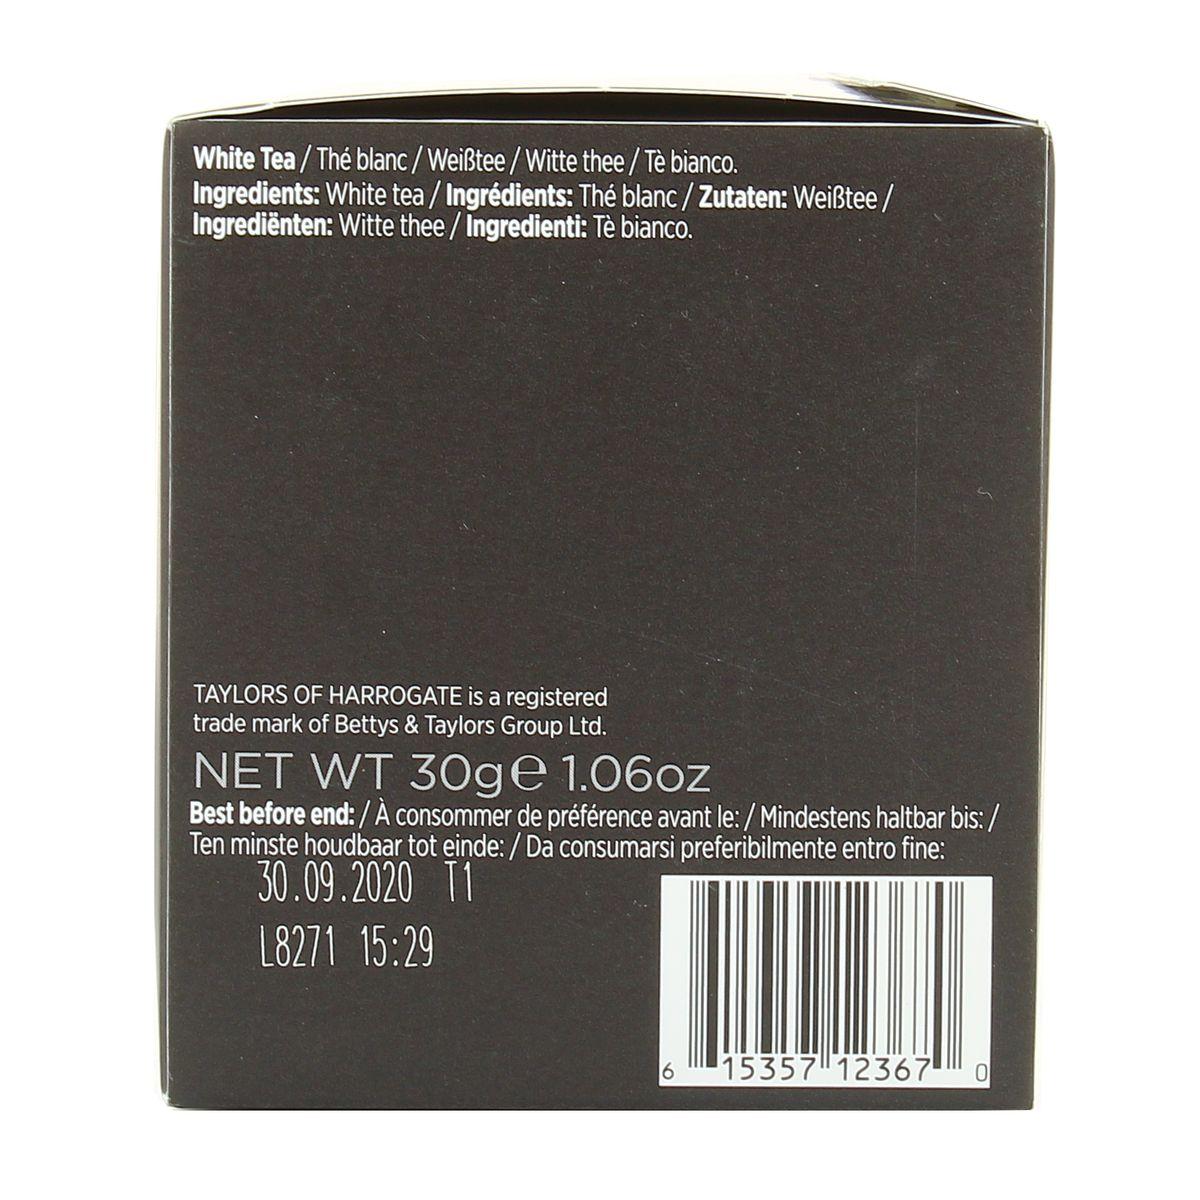 White Tea / Thé blanc / Weißtee / Witte thee / Tè bianco.
Ingredients: White tea / Ingrédients: Thé blanc / Zutaten: Weißtee /
Ingrediënten: Witte thee / Ingredienti: Tè bianco.
TAYLORS OF HARROGATE is a registered
trade mark of Bettys & Taylors Group Ltd.
NET WT 30g℮ 1.06oz
Best before end: / À consommer de préférence avant le: / Mindestens haltbar bis: /
Ten minste houdbaar tot einde: / Da consumarsi preferibilmente entro fine:
30.09.2020 T1
L8271 15:29
6 15357 12367 0